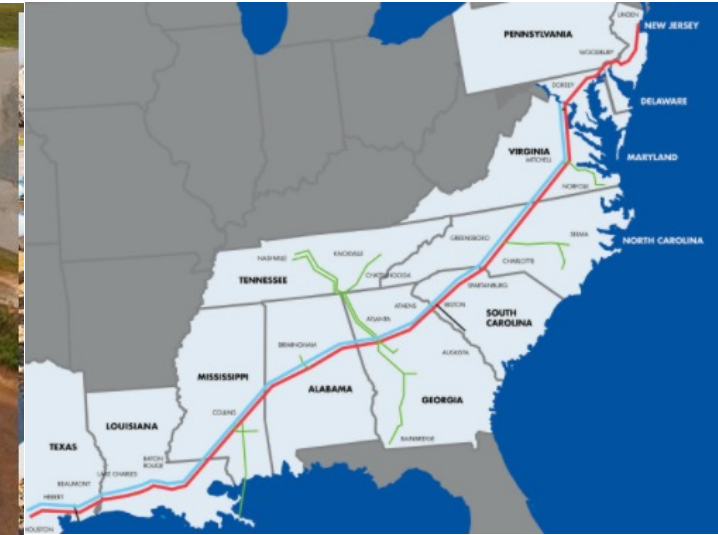 LINDEN
NEW JERSEY
PENNSYLVANIA
WOODBURY
DORSEY
DELAWARE
VIRGINIA
MITCHELL
MARYLAND
NORFOLK
GREENSBORO
SELMA
NORTH CAROLINA
NASHVILLE
KNOXVILLE
CHARLOTTE
CHATTANOOGA
TENNESSEE
SPARTANBURG
ATHENS
BELTON
ATLANTA
SOUTH
CAROLINA
BIRMINGHAM
AUGUSTA
MISSISSIPPI
ALABAMA
GEORGIA
COLLINS
LOUISIANA
BAINBRIDGE
TEXAS
BATON
ROUGE
LAKE CHARLES
BEAUMONT
HEBERT
HOUSTON